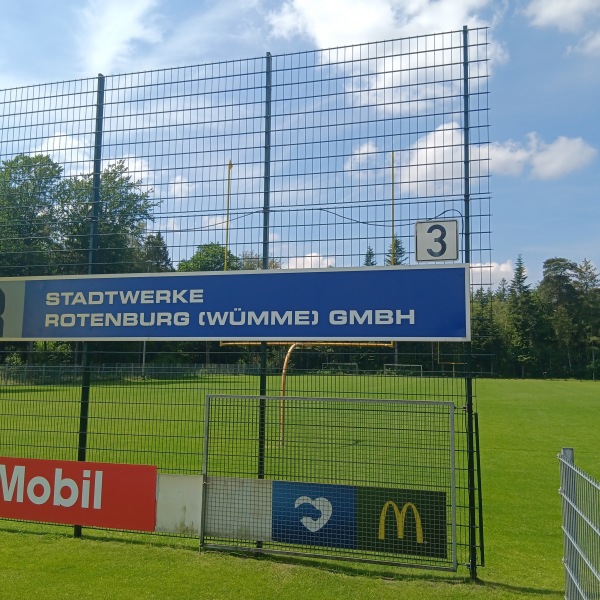 3
STADTWERKE
ROTENBURG (WÜMME) GMBH
Mobil